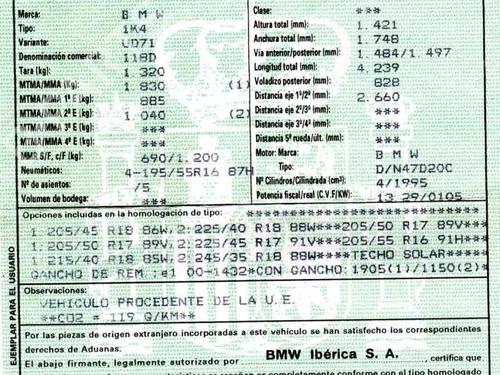 Marca: B M W
Tipo: 1K4
Variante: UD71
Denominación comercial: 118D
Tara (kg): 1.320
MTMA/MMA (Kg): 1 830 (1)
MTMA/MMA 1º E (kg): 885
MTMA/MMA 2º E (kg): 1 040 (2)
MTMA/MMA 3º E (kg): ***
MTMA/MMA 4º E (kg): ***
MMR S/F, c/F (kg): 690/1.200
Neumáticos: 4-195/55R16 87H
Nº de asientos: /5
Volumen de bodega: ***
Clase: ***
Altura total (mm): 1.421
Anchura total (mm): 1.748
Via anterior/posterior (mm): 1.484/1.497
Longitud total (mm): 4.239
Voladizo posterior (mm): 828
Distancia eje 1º/2º (mm): 2.660
Distancia eje 2º/3º (mm): ***
Distancia eje 3º/4º (mm): ***
Distancia 5ª rueda/últ. (mm): ***
Motor: Marca: B M W
Tipo: D/N47D20C
Nº Cilindros/Cilindrada (cm³): 4/1995
Potencia fiscal/real (C.V.F/KW): 13 29/0105
Opciones incluidas en la homologación de tipo: ****************************
1 205/45 R18 86W,2:225/40 R18 88W***205/50 R17 89V***
1:205/50 R17 89V,2:225/45 R17 91V***205/55 R16 91H***
1 215/40 R18 85W,2:245/35 R18 88W***TECHO SOLAR*****
GANCHO DE REM.:e1 00-1432*CON GANCHO:1905(1)/1150(2)*
Observaciones:
VEHICULO PROCEDENTE DE LA U.E.
**CO2 = 119 G/KM**
Por las piezas de origen extranjero incorporadas a este vehículo se han satisfecho los correspondientes
derechos de Aduanas.
El abajo firmante, legalmente autorizado por BMW Ibérica S. A. , certifica que
EJEMPLAR PARA EL USUARIO